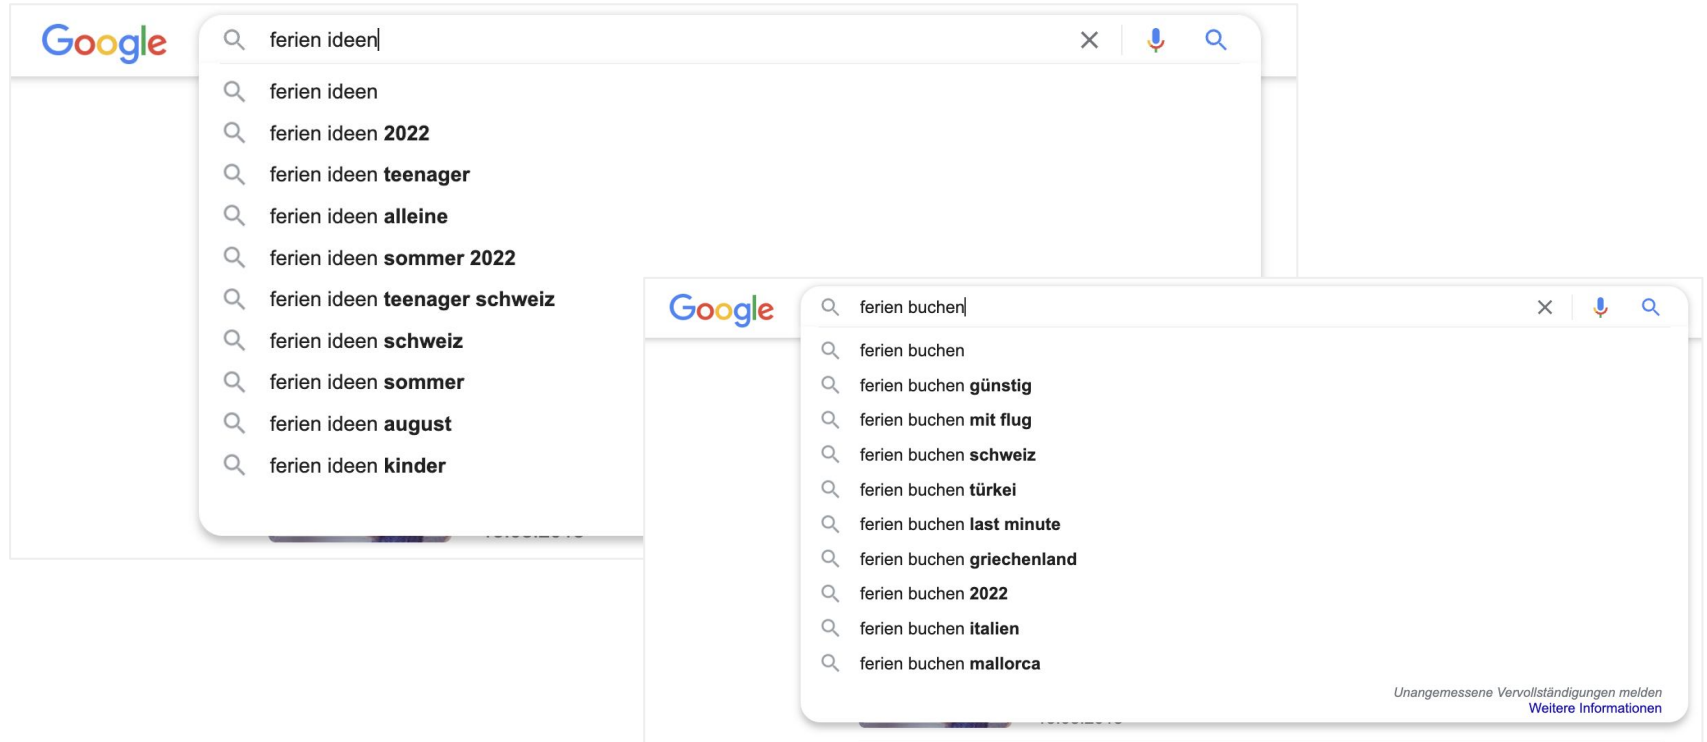 Google
ferien ideen
ferien ideen
ferien ideen 2022
ferien ideen teenager
ferien ideen alleine
ferien ideen sommer 2022
ferien ideen teenager schweiz
ferien ideen schweiz
ferien ideen sommer
ferien ideen august
ferien ideen kinder
Google
ferien buchen
ferien buchen
ferien buchen günstig
ferien buchen mit flug
ferien buchen schweiz
ferien buchen türkei
ferien buchen last minute
ferien buchen griechenland
ferien buchen 2022
ferien buchen italien
ferien buchen mallorca
Unangemessene Vervollständigungen melden
Weitere Informationen